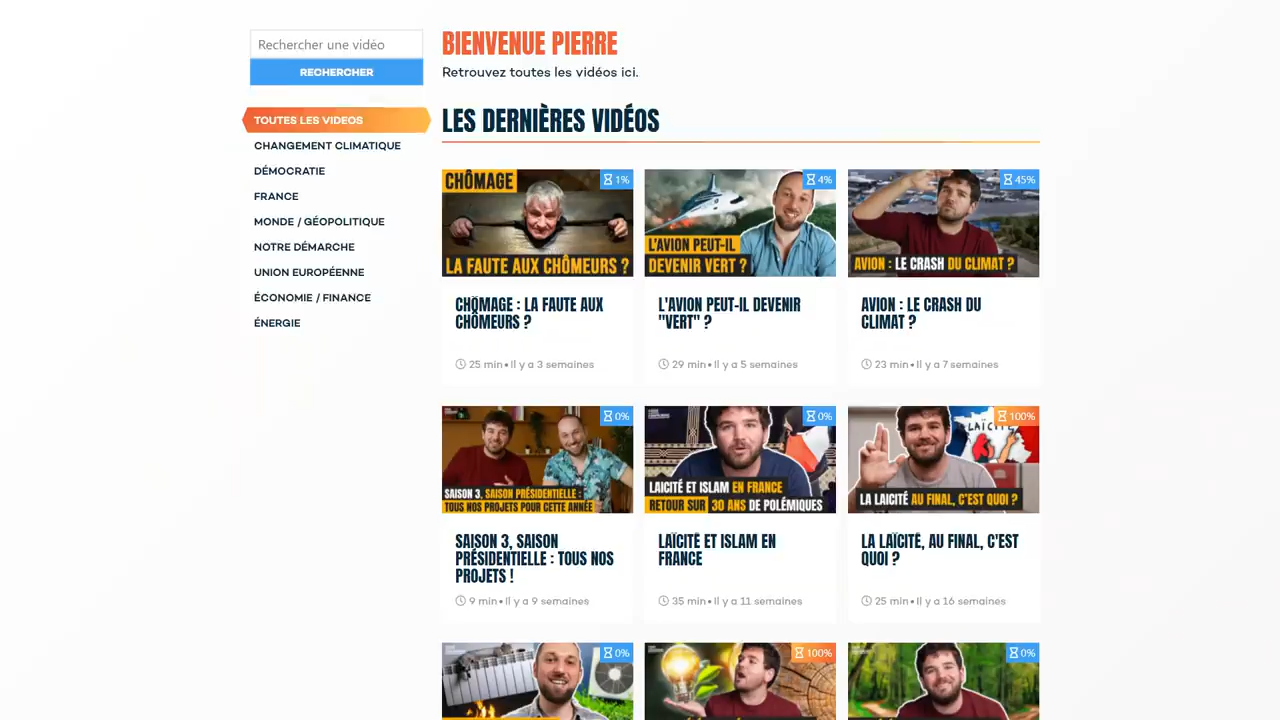 Rechercher une vidéo
RECHERCHER
TOUTES LES VIDEOS
CHANGEMENT CLIMATIQUE
DÉMOCRATIE
FRANCE
MONDE / GÉOPOLITIQUE
NOTRE DÉMARCHE
UNION EUROPÉENNE
ÉCONOMIE / FINANCE
ÉNERGIE
BIENVENUE PIERRE
Retrouvez toutes les vidéos ici.
LES DERNIÈRES VIDÉOS
CHÔMAGE
1%
LA FAUTE AUX CHÔMEURS ?
CHÔMAGE : LA FAUTE AUX
CHÔMEURS ?
25 min • Il y a 3 semaines
4%
L'AVION PEUT-IL
DEVENIR VERT ?
L'AVION PEUT-IL DEVENIR
"VERT" ?
29 min • Il y a 5 semaines
45%
AVION : LE CRASH DU CLIMAT ?
AVION : LE CRASH DU
CLIMAT ?
23 min • Il y a 7 semaines
0%
SAISON 3, SAISON PRÉSIDENTIELLE :
TOUS NOS PROJETS POUR CETTE ANNÉE
SAISON 3, SAISON
PRÉSIDENTIELLE : TOUS NOS
PROJETS !
9 min • Il y a 9 semaines
0%
LAICITÉ ET ISLAM EN FRANCE
RETOUR SUR 30 ANS DE POLÉMIQUES
LAÏCITÉ ET ISLAM EN
FRANCE
35 min • Il y a 11 semaines
100%
LAÏCITÉ
LA LAICITÉ AU FINAL, C'EST QUOI ?
LA LAÏCITÉ, AU FINAL, C'EST
QUOI ?
25 min • Il y a 16 semaines
0%
100%
0%